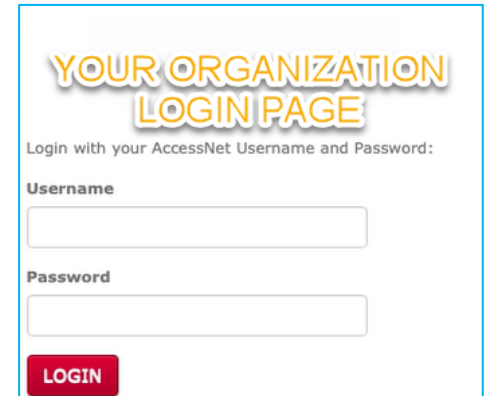 YOUR ORGANIZATION
LOGIN PAGE
Login with your AccessNet Username and Password:
Username
Password
LOGIN